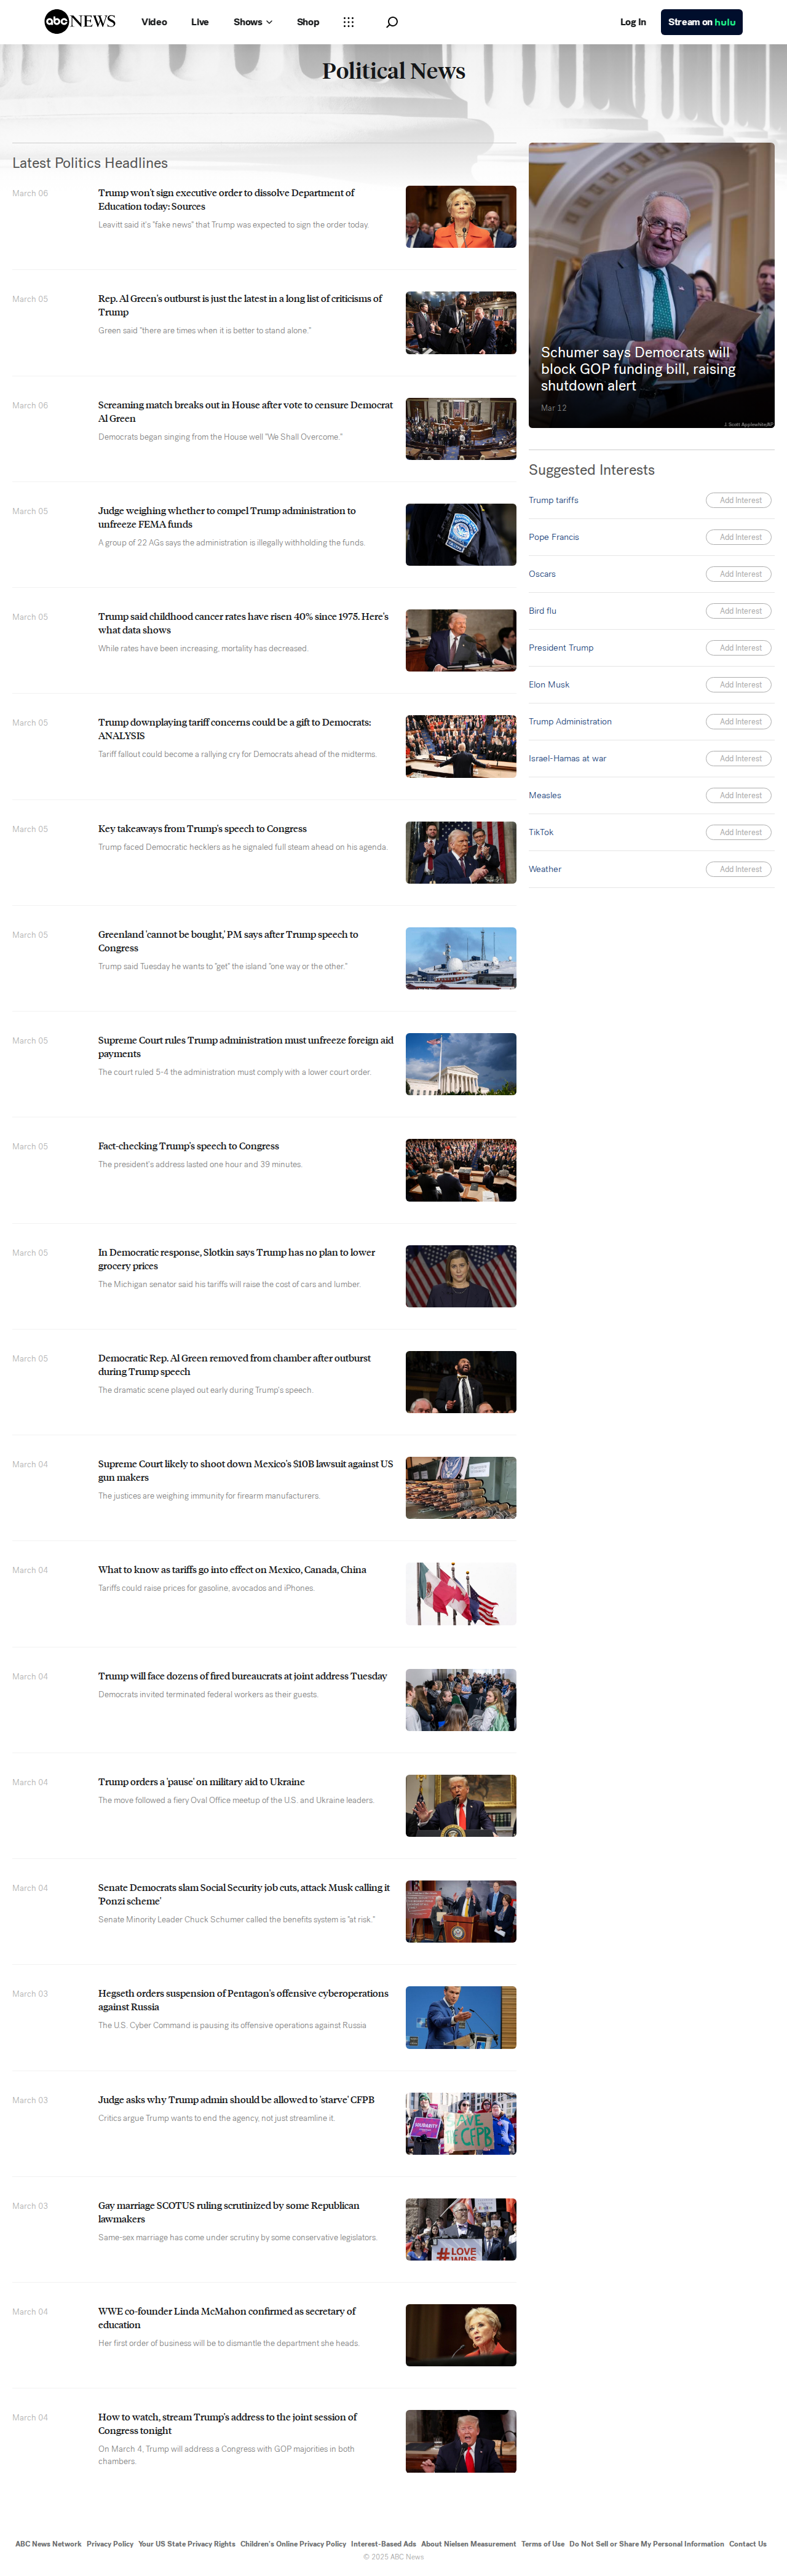 abc NEWS Video Live Shows Shop Log In Stream on hulu
Political News
Latest Politics Headlines
March 06
Trump won't sign executive order to dissolve Department of
Education today: Sources
Leavitt said it's "fake news" that Trump was expected to sign the order today.
March 05
Rep. Al Green's outburst is just the latest in a long list of criticisms of
Trump
Green said "there are times when it is better to stand alone."
March 06
Screaming match breaks out in House after vote to censure Democrat
Al Green
Democrats began singing from the House well "We Shall Overcome."
March 05
Judge weighing whether to compel Trump administration to
unfreeze FEMA funds
A group of 22 AGs says the administration is illegally withholding the funds.
March 05
Trump said childhood cancer rates have risen 40% since 1975. Here's
what data shows
While rates have been increasing, mortality has decreased.
March 05
Trump downplaying tariff concerns could be a gift to Democrats:
ANALYSIS
Tariff fallout could become a rallying cry for Democrats ahead of the midterms.
March 05
Key takeaways from Trump's speech to Congress
Trump faced Democratic hecklers as he signaled full steam ahead on his agenda.
March 05
Greenland 'cannot be bought,' PM says after Trump speech to
Congress
Trump said Tuesday he wants to "get" the island "one way or the other."
March 05
Supreme Court rules Trump administration must unfreeze foreign aid
payments
The court ruled 5-4 the administration must comply with a lower court order.
March 05
Fact-checking Trump's speech to Congress
The president's address lasted one hour and 39 minutes.
March 05
In Democratic response, Slotkin says Trump has no plan to lower
grocery prices
The Michigan senator said his tariffs will raise the cost of cars and lumber.
March 05
Democratic Rep. Al Green removed from chamber after outburst
during Trump speech
The dramatic scene played out early during Trump's speech.
March 04
Supreme Court likely to shoot down Mexico's $10B lawsuit against US
gun makers
The justices are weighing immunity for firearm manufacturers.
March 04
What to know as tariffs go into effect on Mexico, Canada, China
Tariffs could raise prices for gasoline, avocados and iPhones.
March 04
Trump will face dozens of fired bureaucrats at joint address Tuesday
Democrats invited terminated federal workers as their guests.
March 04
Trump orders a 'pause' on military aid to Ukraine
The move followed a fiery Oval Office meetup of the U.S. and Ukraine leaders.
March 04
Senate Democrats slam Social Security job cuts, attack Musk calling it
'Ponzi scheme'
Senate Minority Leader Chuck Schumer called the benefits system is "at risk."
March 03
Hegseth orders suspension of Pentagon's offensive cyberoperations
against Russia
The U.S. Cyber Command is pausing its offensive operations against Russia
March 03
Judge asks why Trump admin should be allowed to 'starve' CFPB
Critics argue Trump wants to end the agency, not just streamline it.
SAVE
CFPB
March 03
Gay marriage SCOTUS ruling scrutinized by some Republican
lawmakers
Same-sex marriage has come under scrutiny by some conservative legislators.
#LOVE
WINS
March 04
WWE co-founder Linda McMahon confirmed as secretary of
education
Her first order of business will be to dismantle the department she heads.
March 04
How to watch, stream Trump's address to the joint session of
Congress tonight
On March 4, Trump will address a Congress with GOP majorities in both
chambers.
Schumer says Democrats will
block GOP funding bill, raising
shutdown alert
Mar 12
J. Scott Applewhite/AP
Suggested Interests
Trump tariffs Add Interest
Pope Francis Add Interest
Oscars Add Interest
Bird flu Add Interest
President Trump Add Interest
Elon Musk Add Interest
Trump Administration Add Interest
Israel-Hamas at war Add Interest
Measles Add Interest
TikTok Add Interest
Weather Add Interest
ABC News Network Privacy Policy Your US State Privacy Rights Children's Online Privacy Policy Interest-Based Ads About Nielsen Measurement Terms of Use Do Not Sell or Share My Personal Information Contact Us
© 2025 ABC News